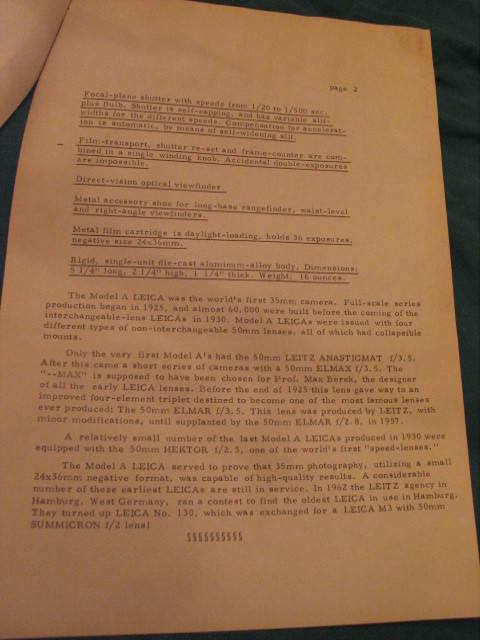 page 2
Focal-plane shutter with speeds from 1/20 to 1/500 sec.
plus Bulb. Shutter is self-capping, and has variable slit-
widths for the different speeds. Compensation for accelerat-
ion is automatic, by means of self-widening slit.
Film-transport, shutter re-set and frame-counter are com-
bined in a single winding knob. Accidental double-exposures
are impossible.
Direct-vision optical viewfinder.
Metal accessory shoe for long-base rangefinder, waist-level
and right-angle viewfinders.
Metal film cartridge is daylight-loading, holds 36 exposures,
negative size 24x36mm.
Rigid, single-unit die-cast aluminum-alloy body, Dimensions:
5 1/4" long, 2 1/4" high, 1 1/4" thick. Weight: 16 ounces.
The Model A LEICA was the world's first 35mm camera. Full-scale series
production began in 1925, and almost 60,000 were built before the coming of the
interchangeable-lens LEICAs in 1930. Model A LEICAs were issued with four
different types of non-interchangeable 50mm lenses, all of which had collapsible
mounts.
Only the very first Model A's had the 50mm LEITZ ANASTIGMAT f/3.5.
After this came a short series of cameras with a 50mm ELMAX f/3.5. The
"--MAX" is supposed to have been chosen for Prof. Max Berek, the designer
of all the early LEICA lenses. Before the end of 1925 this lens gave way to an
improved four-element triplet destined to become one of the most famous lenses
ever produced: The 50mm ELMAR f/3.5. This lens was produced by LEITZ, with
minor modifications, until supplanted by the 50mm ELMAR f/2.8, in 1957.
A relatively small number of the last Model A LEICAs produced in 1930 were
equipped with the 50mm HEKTOR f/2.5, one of the world's first "speed-lenses."
The Model A LEICA served to prove that 35mm photography, utilizing a small
24x36mm negative format, was capable of high-quality results. A considerable
number of these earliest LEICAs are still in service. In 1962 the LEITZ agency in
Hamburg, West Germany, ran a contest to find the oldest LEICA in use in Hamburg.
They turned up LEICA No. 130, which was exchanged for a LEICA M3 with 50mm
SUMMICRON f/2 lens!
§§§§§§§§§§